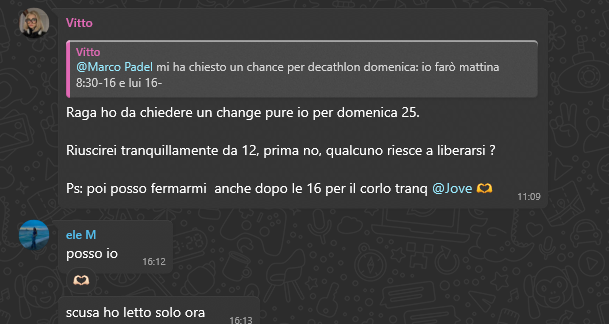 Vitto
Vitto
@Marco Padel mi ha chiesto un chance per decathlon domenica: io farò mattina
8:30-16 e lui 16-
Raga ho da chiedere un change pure io per domenica 25.
Riuscirei tranquillamente da 12, prima no, qualcuno riesce a liberarsi ?
Ps: poi posso fermarmi anche dopo le 16 per il corlo tranq @Jove 🫶
11:09
ele M
posso io
16:12
🫶🏻
scusa ho letto solo ora
16:13